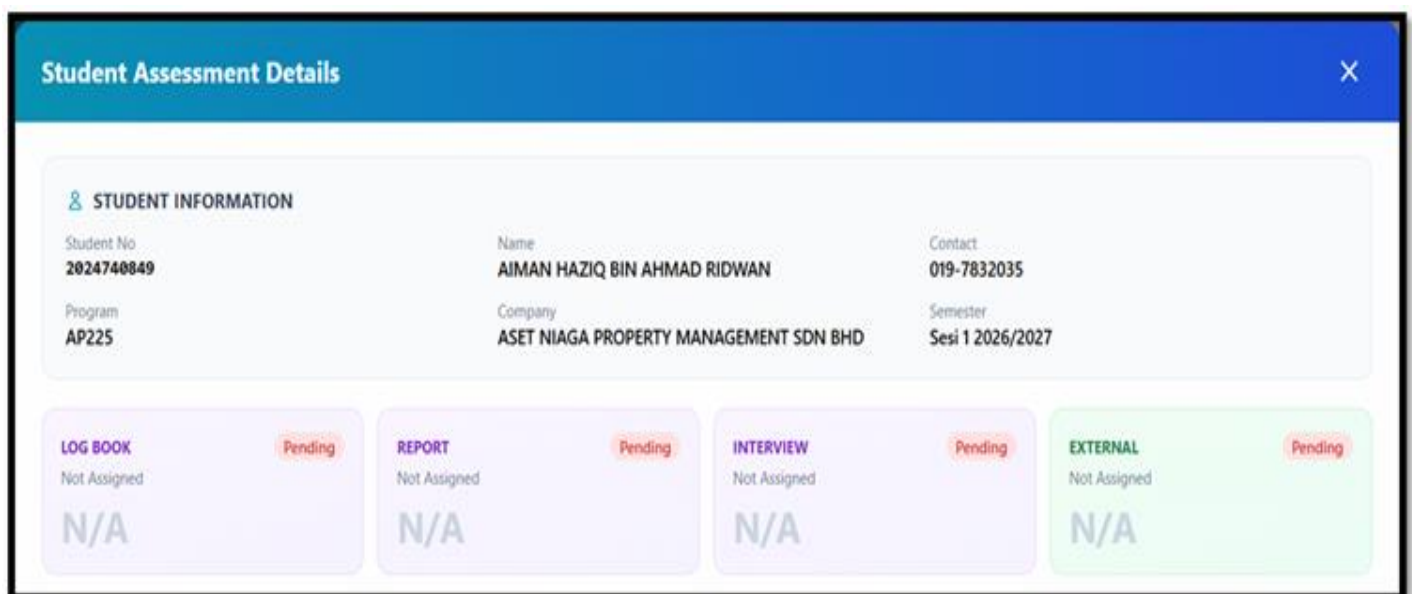 Student Assessment Details
STUDENT INFORMATION
Student No
2024740849
Name
AIMAN HAZIQ BIN AHMAD RIDWAN
Contact
019-7832035
Program
AP225
Company
ASET NIAGA PROPERTY MANAGEMENT SDN BHD
Semester
Sesi 1 2026/2027
LOG BOOK
Pending
Not Assigned
N/A
REPORT
Pending
Not Assigned
N/A
INTERVIEW
Pending
Not Assigned
N/A
EXTERNAL
Pending
Not Assigned
N/A